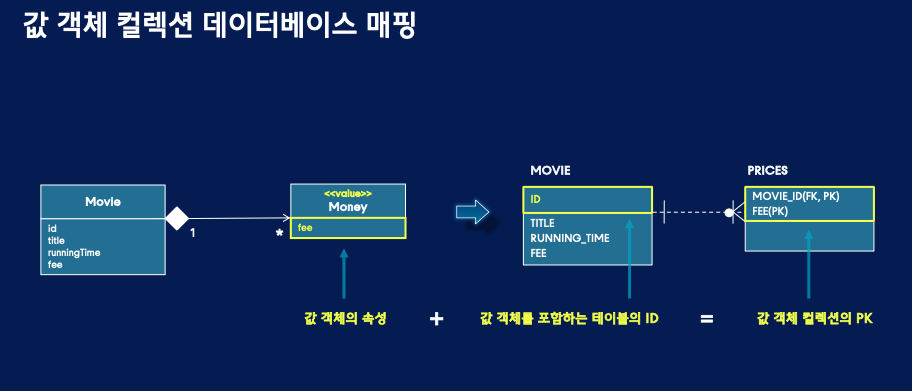 값 객체 컬렉션 데이터베이스 매핑
Movie
id
title
runningTime
fee
1
*
<<value>>
Money
fee
MOVIE
ID
TITLE
RUNNING_TIME
FEE
PRICES
MOVIE_ID(FK, PK)
FEE(PK)
값 객체의 속성 + 값 객체를 포함하는 테이블의 ID = 값 객체 컬렉션의 PK